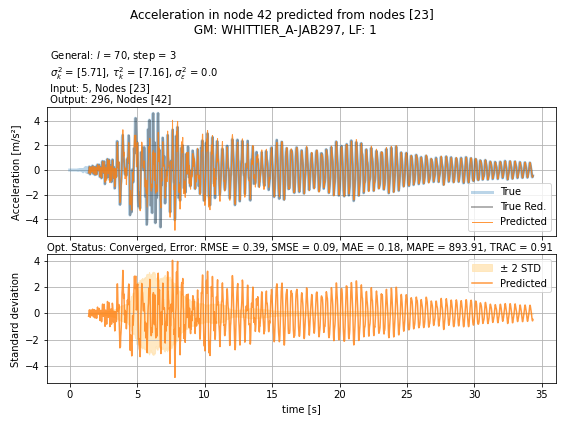 Acceleration in node 42 predicted from nodes [23]
GM: WHITTIER_A-JAB297, LF: 1
General: l = 70, step = 3
σ²ₖ = [5.71], τ²ₖ = [7.16], σ²ε = 0.0
Input: 5, Nodes [23]
Output: 296, Nodes [42]
Acceleration [m/s²]
4
2
0
−2
−4
True
True Red.
Predicted
Opt. Status: Converged, Error: RMSE = 0.39, SMSE = 0.09, MAE = 0.18, MAPE = 893.91, TRAC = 0.91
Standard deviation
4
2
0
−2
−4
± 2 STD
Predicted
0 5 10 15 20 25 30 35
time [s]